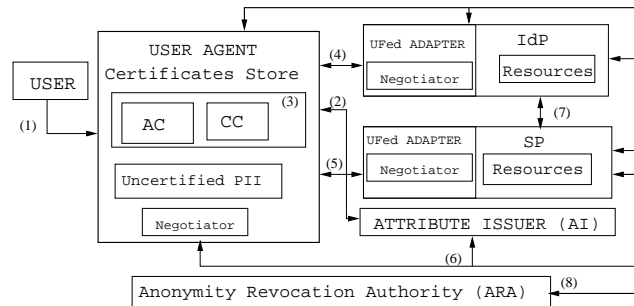 USER AGENT
Certificates Store
USER
(1)
(3)
AC
CC
Uncertified PII
Negotiator
(4)
(2)
(5)
UFed ADAPTER
Negotiator
IdP
Resources
(7)
UFed ADAPTER
Negotiator
SP
Resources
ATTRIBUTE ISSUER (AI)
(6)
Anonymity Revocation Authority (ARA)
(8)